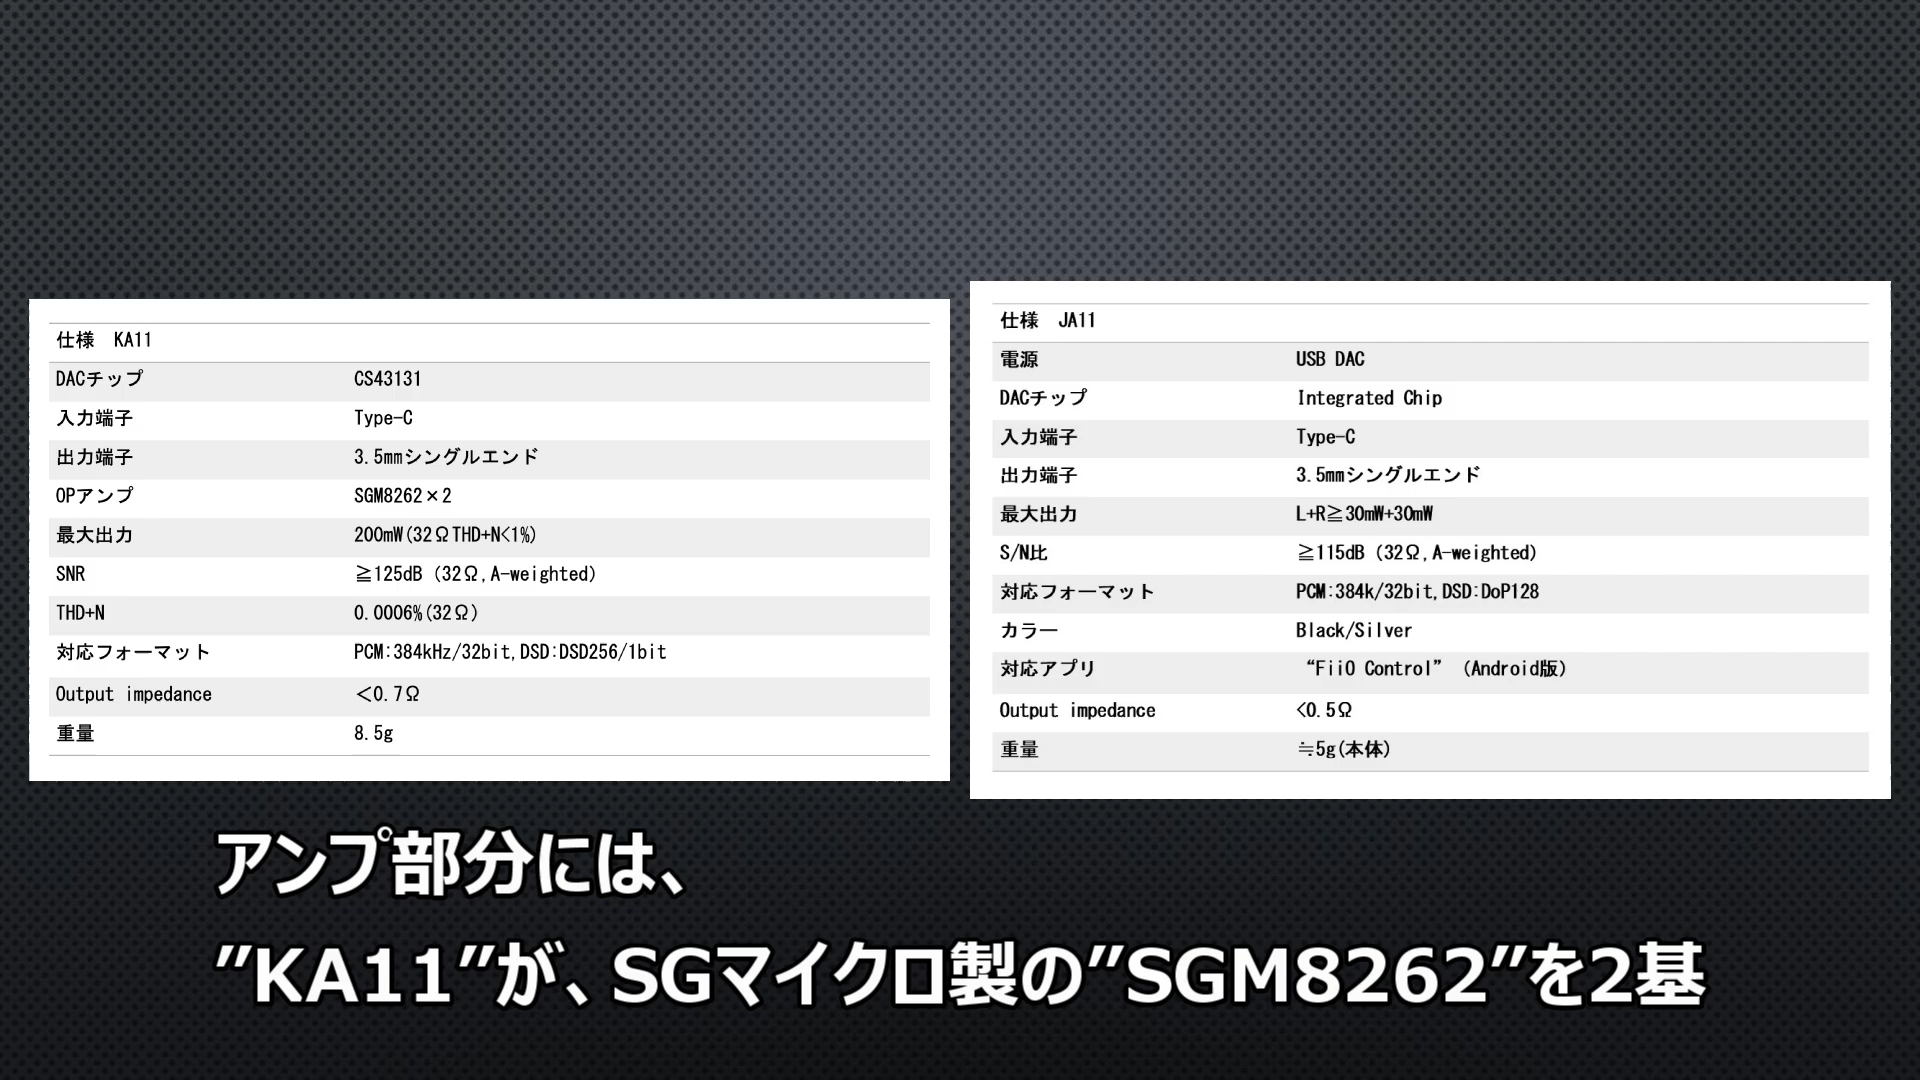 仕様　KA11
DACチップ　CS43131
入力端子　Type-C
出力端子　3.5mmシングルエンド
OPアンプ　SGM8262×2
最大出力　200mW(32ΩTHD+N<1%)
SNR　≧125dB (32Ω,A-weighted)
THD+N　0.0006%(32Ω)
対応フォーマット　PCM:384kHz/32bit,DSD:DSD256/1bit
Output impedance　＜0.7Ω
重量　8.5g
仕様　JA11
電源　USB DAC
DACチップ　Integrated Chip
入力端子　Type-C
出力端子　3.5mmシングルエンド
最大出力　L+R≧30mW+30mW
S/N比　≧115dB (32Ω,A-weighted)
対応フォーマット　PCM:384k/32bit,DSD:DoP128
カラー　Black/Silver
対応アプリ　“FiiO Control” (Android版)
Output impedance　<0.5Ω
重量　≒5g(本体)
アンプ部分には、
”KA11”が、SGマイクロ製の”SGM8262”を2基